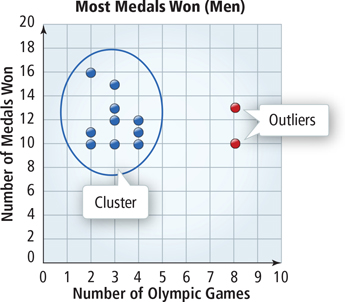 Most Medals Won (Men)
Number of Medals Won
20
18
16
14
12
10
8
6
4
2
0
Outliers
Cluster
0 1 2 3 4 5 6 7 8 9 10
Number of Olympic Games